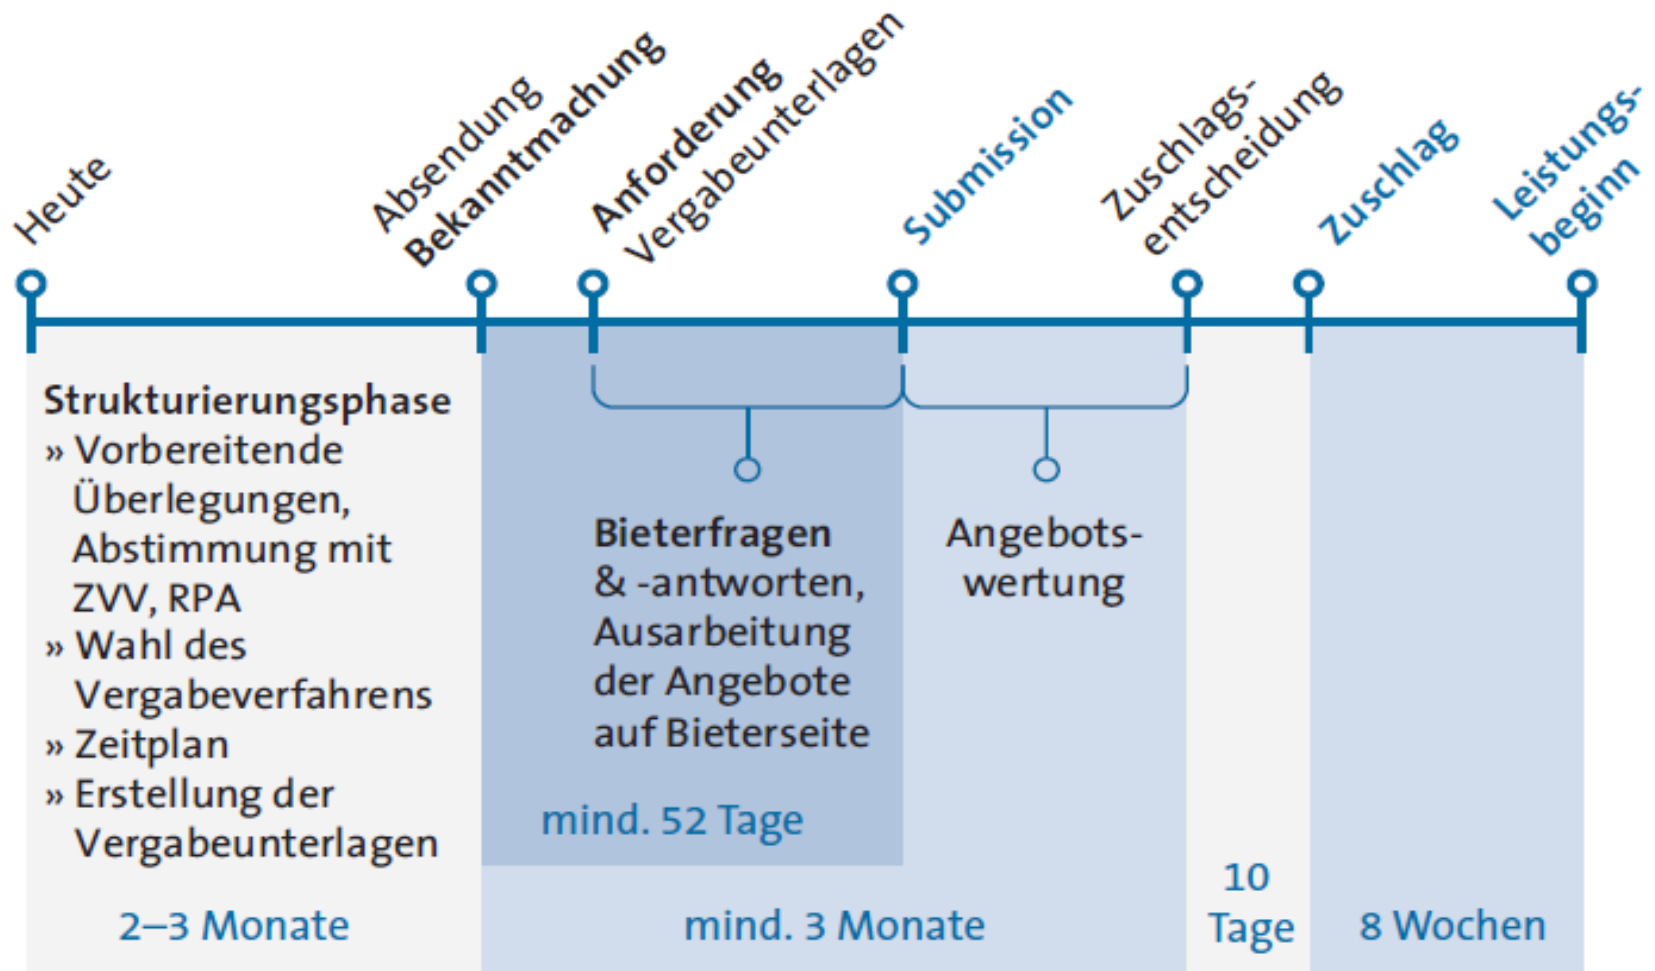 Heute
Absendung
Bekanntmachung
Anforderung
Vergabeunterlagen
Submission
Zuschlags-
entscheidung
Zuschlag
Leistungs-
beginn
Strukturierungsphase
» Vorbereitende
Überlegungen,
Abstimmung mit
ZVV, RPA
» Wahl des
Vergabeverfahrens
» Zeitplan
» Erstellung der
Vergabeunterlagen
2–3 Monate
Bieterfragen
& -antworten,
Ausarbeitung
der Angebote
auf Bieterseite
mind. 52 Tage
Angebots-
wertung
mind. 3 Monate
10
Tage
8 Wochen